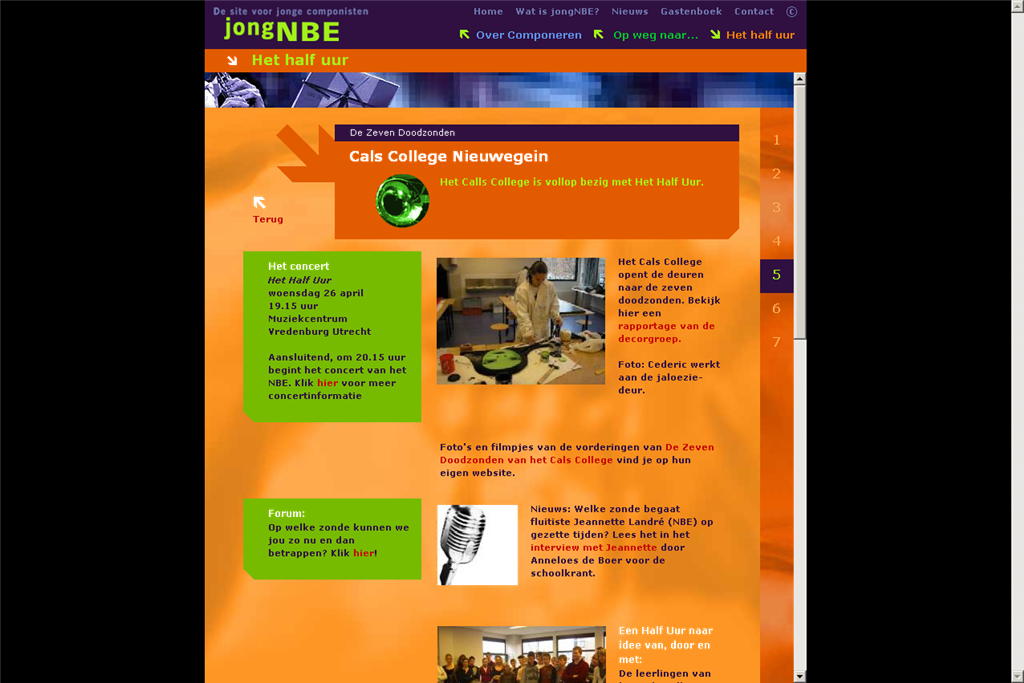 De site voor jonge componisten
jongNBE
Home Wat is jongNBE? Nieuws Gastenboek Contact ©
Over Componeren Op weg naar... Het half uur
Het half uur
De Zeven Doodzonden
Cals College Nieuwegein
Het Calls College is vollop bezig met Het Half Uur.
Terug
1
2
3
4
5
6
7
Het concert
Het Half Uur
woensdag 26 april
19.15 uur
Muziekcentrum
Vredenburg Utrecht
Aansluitend, om 20.15 uur
begint het concert van het
NBE. Klik hier voor meer
concertinformatie
Het Cals College
opent de deuren
naar de zeven
doodzonden. Bekijk
hier een
rapportage van de
decorgroep.
Foto: Cederic werkt
aan de jaloezie-
deur.
Foto's en filmpjes van de vorderingen van De Zeven
Doodzonden van het Cals College vind je op hun
eigen website.
Forum:
Op welke zonde kunnen we
jou zo nu en dan
betrappen? Klik hier!
Nieuws: Welke zonde begaat
fluitiste Jeannette Landré (NBE) op
gezette tijden? Lees het in het
interview met Jeannette door
Anneloes de Boer voor de
schoolkrant.
Een Half Uur naar
idee van, door en
met:
De leerlingen van